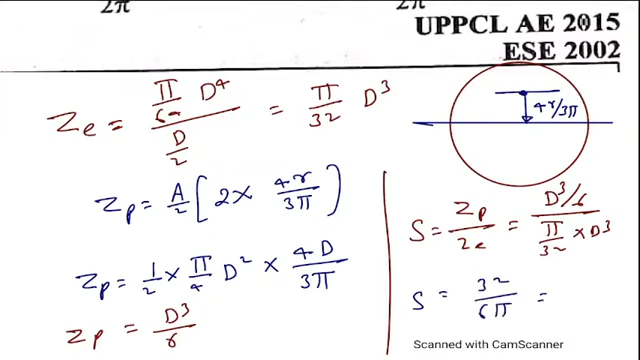 2π 2π
UPPCL AE 2015
ESE 2002
Ze = (π/64 D⁴)/(D/2) = π/32 D³
4r/3π
Zp = A/2 [2 × 4r/3π)
Zp = 1/2 × π/4 D² × 4D/3π
Zp = D³/6
S = Zp/Ze = (D³/6)/(π/32 × D³)
S = 32/6π =
Scanned with CamScanner